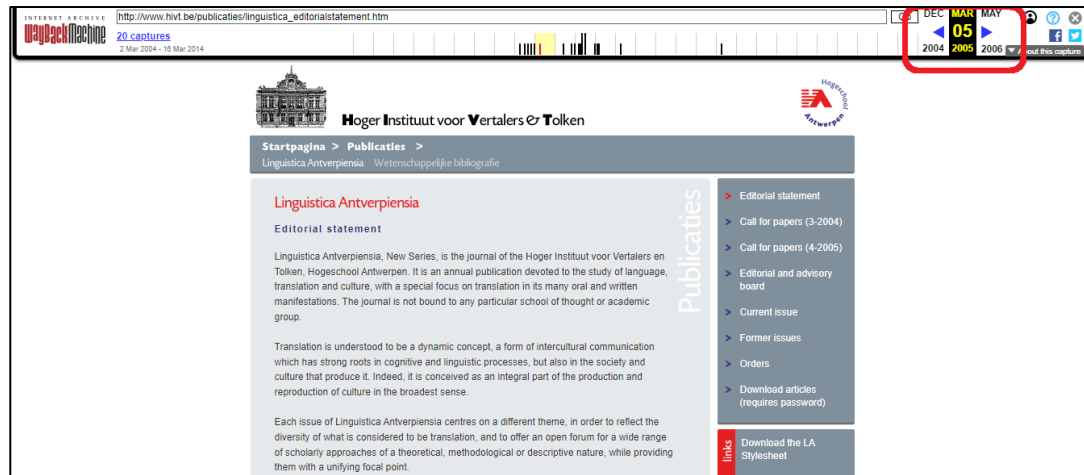 INTERNET ARCHIVE
WayBackMachine
http://www.hivt.be/publicaties/linguistica_editorialstatement.htm
Go
20 captures
2 Mar 2004 - 16 Mar 2014
DEC MAR MAY
05
2004 2005 2006
About this capture
Hoger Instituut voor Vertalers & Tolken
Hogeschool Antwerpen
Startpagina > Publicaties >
Linguistica Antverpiensia Wetenschappelijke bibliografie
Publicaties
Linguistica Antverpiensia
Editorial statement
Linguistica Antverpiensia, New Series, is the journal of the Hoger Instituut voor Vertalers en
Tolken, Hogeschool Antwerpen. It is an annual publication devoted to the study of language,
translation and culture, with a special focus on translation in its many oral and written
manifestations. The journal is not bound to any particular school of thought or academic
group.
Translation is understood to be a dynamic concept, a form of intercultural communication
which has strong roots in cognitive and linguistic processes, but also in the society and
culture that produce it. Indeed, it is conceived as an integral part of the production and
reproduction of culture in the broadest sense.
Each issue of Linguistica Antverpiensia centres on a different theme, in order to reflect the
diversity of what is considered to be translation, and to offer an open forum for a wide range
of scholarly approaches of a theoretical, methodological or descriptive nature, while providing
them with a unifying focal point.
> Editorial statement
> Call for papers (3-2004)
> Call for papers (4-2005)
> Editorial and advisory
board
> Current issue
> Former issues
> Orders
> Download articles
(requires password)
links
Download the LA
Stylesheet